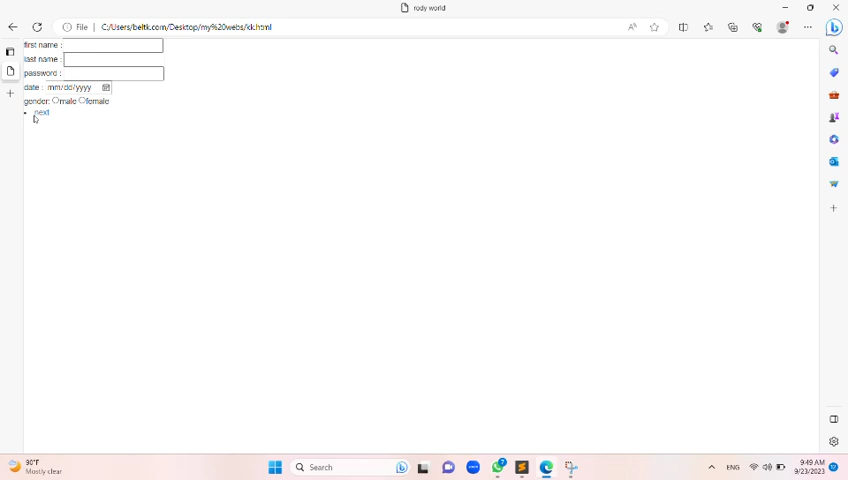 rody world
File | C:/Users/beltk.com/Desktop/my%20webs/kk.html
first name :
last name :
password :
date : mm/dd/yyyy
gender: male female
next
90°F
Mostly clear
Search
ENG
9:49 AM
9/23/2023